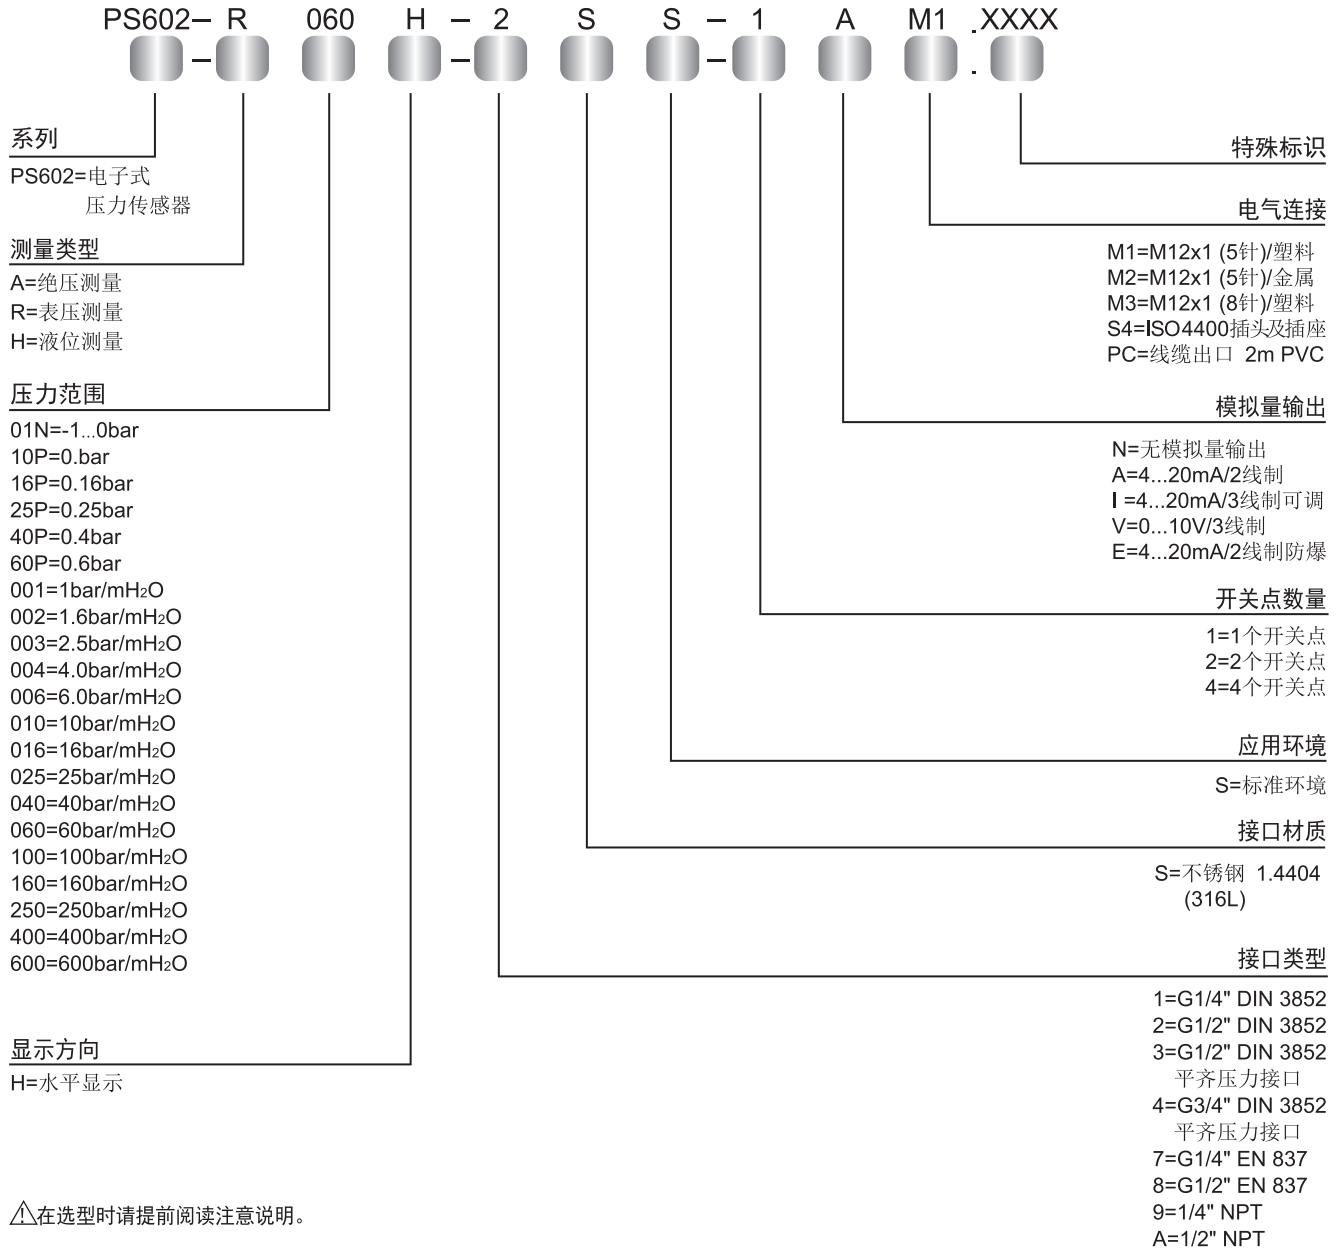 PS602– R 060 H – 2 S S – 1 A M1 .XXXX
系列
PS602=电子式
压力传感器
测量类型
A=绝压测量
R=表压测量
H=液位测量
压力范围
01N=-1...0bar
10P=0.bar
16P=0.16bar
25P=0.25bar
40P=0.4bar
60P=0.6bar
001=1bar/mH₂O
002=1.6bar/mH₂O
003=2.5bar/mH₂O
004=4.0bar/mH₂O
006=6.0bar/mH₂O
010=10bar/mH₂O
016=16bar/mH₂O
025=25bar/mH₂O
040=40bar/mH₂O
060=60bar/mH₂O
100=100bar/mH₂O
160=160bar/mH₂O
250=250bar/mH₂O
400=400bar/mH₂O
600=600bar/mH₂O
显示方向
H=水平显示
特殊标识
电气连接
M1=M12x1 (5针)/塑料
M2=M12x1 (5针)/金属
M3=M12x1 (8针)/塑料
S4=ISO4400插头及插座
PC=线缆出口 2m PVC
模拟量输出
N=无模拟量输出
A=4...20mA/2线制
I =4...20mA/3线制可调
V=0...10V/3线制
E=4...20mA/2线制防爆
开关点数量
1=1个开关点
2=2个开关点
4=4个开关点
应用环境
S=标准环境
接口材质
S=不锈钢 1.4404
(316L)
接口类型
1=G1/4" DIN 3852
2=G1/2" DIN 3852
3=G1/2" DIN 3852
平齐压力接口
4=G3/4" DIN 3852
平齐压力接口
7=G1/4" EN 837
8=G1/2" EN 837
9=1/4" NPT
A=1/2" NPT
⚠在选型时请提前阅读注意说明。